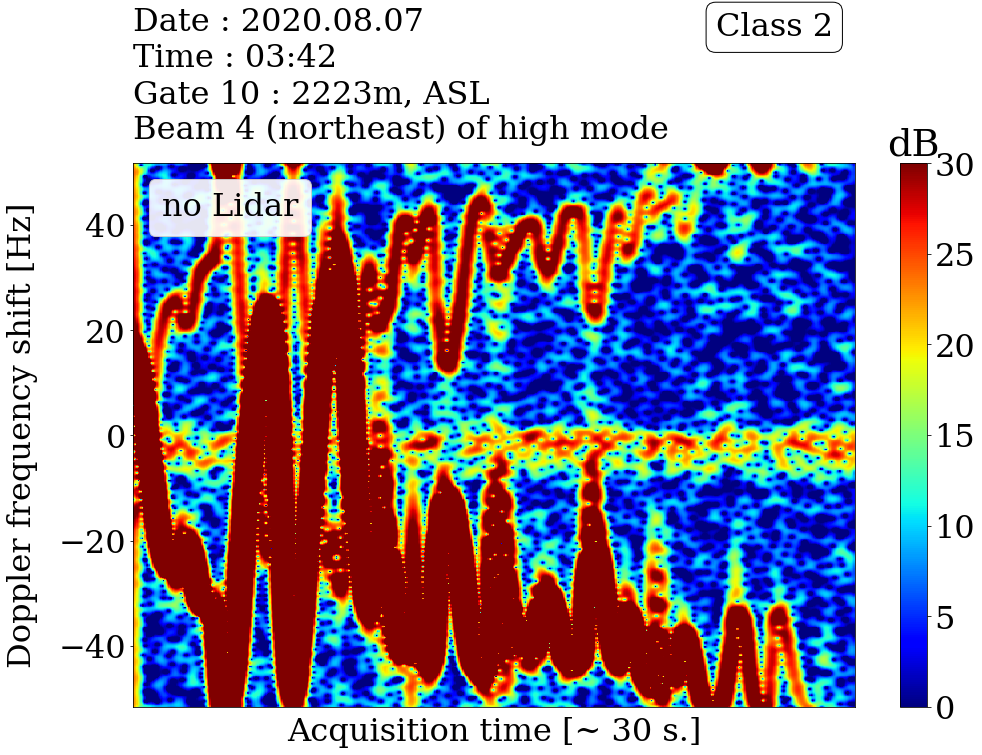 Date : 2020.08.07
Time : 03:42
Gate 10 : 2223m, ASL
Beam 4 (northeast) of high mode
Class 2
dB
no Lidar
Doppler frequency shift [Hz]
40
20
0
−20
−40
30
25
20
15
10
5
0
Acquisition time [~ 30 s.]